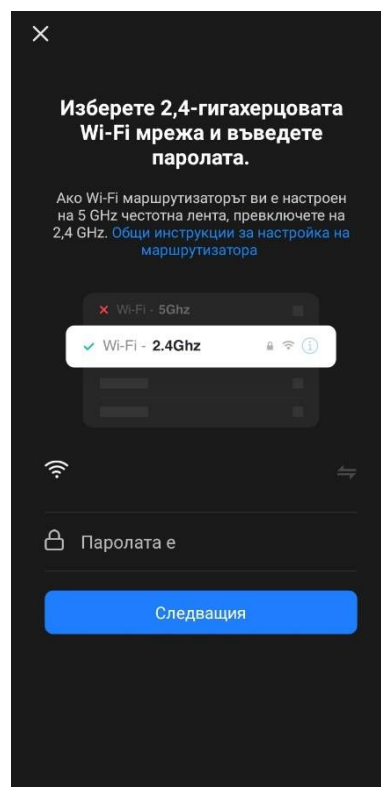 Изберете 2,4-гигахерцовата
Wi-Fi мрежа и въведете
паролата.
Ако Wi-Fi маршрутизаторът ви е настроен
на 5 GHz честотна лента, превключете на
2,4 GHz. Общи инструкции за настройка на
маршрутизатора
Wi-Fi - 5Ghz
Wi-Fi - 2.4Ghz
Паролата е
Следващия